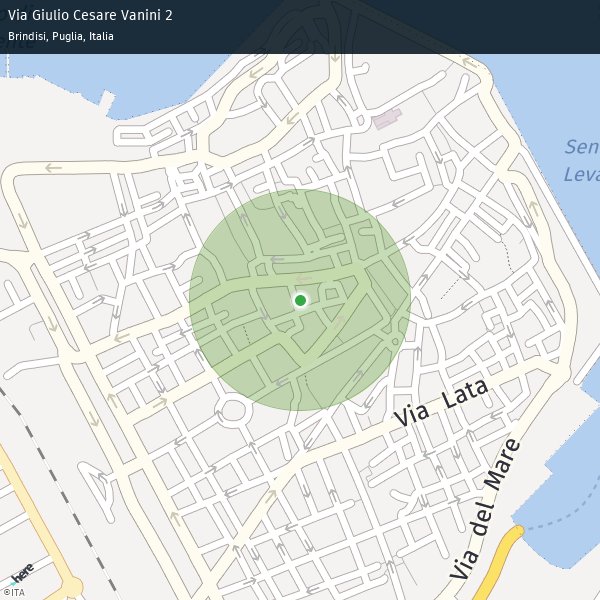 Via Giulio Cesare Vanini 2
Brindisi, Puglia, Italia
Sen
Leva
Via Lata
Via del Mare
here
©ITA